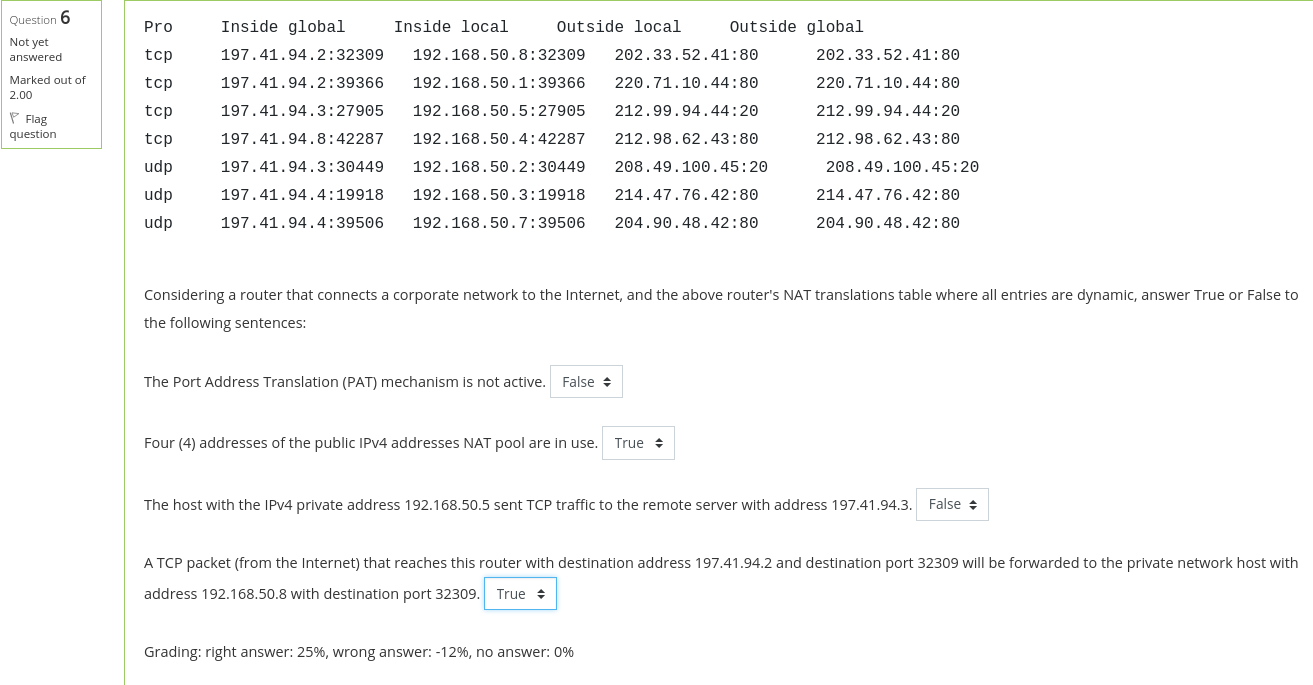 Question 6
Not yet
answered
Marked out of
2.00
Flag
question
Pro Inside global Inside local Outside local Outside global
tcp 197.41.94.2:32309 192.168.50.8:32309 202.33.52.41:80 202.33.52.41:80
tcp 197.41.94.2:39366 192.168.50.1:39366 220.71.10.44:80 220.71.10.44:80
tcp 197.41.94.3:27905 192.168.50.5:27905 212.99.94.44:20 212.99.94.44:20
tcp 197.41.94.8:42287 192.168.50.4:42287 212.98.62.43:80 212.98.62.43:80
udp 197.41.94.3:30449 192.168.50.2:30449 208.49.100.45:20 208.49.100.45:20
udp 197.41.94.4:19918 192.168.50.3:19918 214.47.76.42:80 214.47.76.42:80
udp 197.41.94.4:39506 192.168.50.7:39506 204.90.48.42:80 204.90.48.42:80
Considering a router that connects a corporate network to the Internet, and the above router's NAT translations table where all entries are dynamic, answer True or False to
the following sentences:
The Port Address Translation (PAT) mechanism is not active. False
Four (4) addresses of the public IPv4 addresses NAT pool are in use. True
The host with the IPv4 private address 192.168.50.5 sent TCP traffic to the remote server with address 197.41.94.3. False
A TCP packet (from the Internet) that reaches this router with destination address 197.41.94.2 and destination port 32309 will be forwarded to the private network host with
address 192.168.50.8 with destination port 32309. True
Grading: right answer: 25%, wrong answer: -12%, no answer: 0%